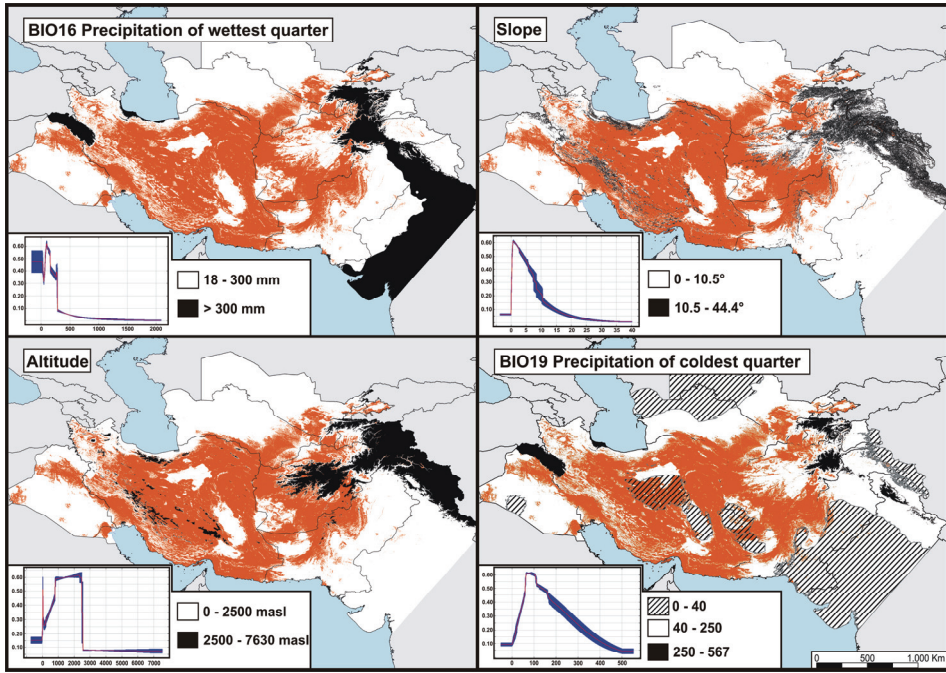 BIO16 Precipitation of wettest quarter
0.60
0.50
0.40
0.30
0.20
0.10
0 500 1000 1500 2000
18 - 300 mm
> 300 mm
Slope
0.60
0.50
0.40
0.30
0.20
0.10
-5 0 5 10 15 20 25 30 35 40
0 - 10.5°
10.5 - 44.4°
Altitude
0.60
0.50
0.40
0.30
0.20
0.10
0 1000 2000 3000 4000 5000 6000 7000
0 - 2500 masl
2500 - 7630 masl
BIO19 Precipitation of coldest quarter
0.60
0.50
0.40
0.30
0.20
0.10
0 100 200 300 400 500
0 - 40
40 - 250
250 - 567
0 500 1.000 Km